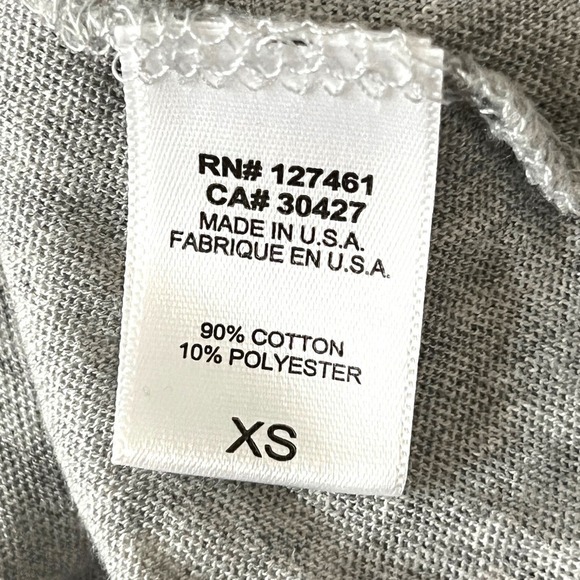 RN# 127461
CA# 30427
MADE IN U.S.A.
FABRIQUE EN U.S.A.
90% COTTON
10% POLYESTER
XS